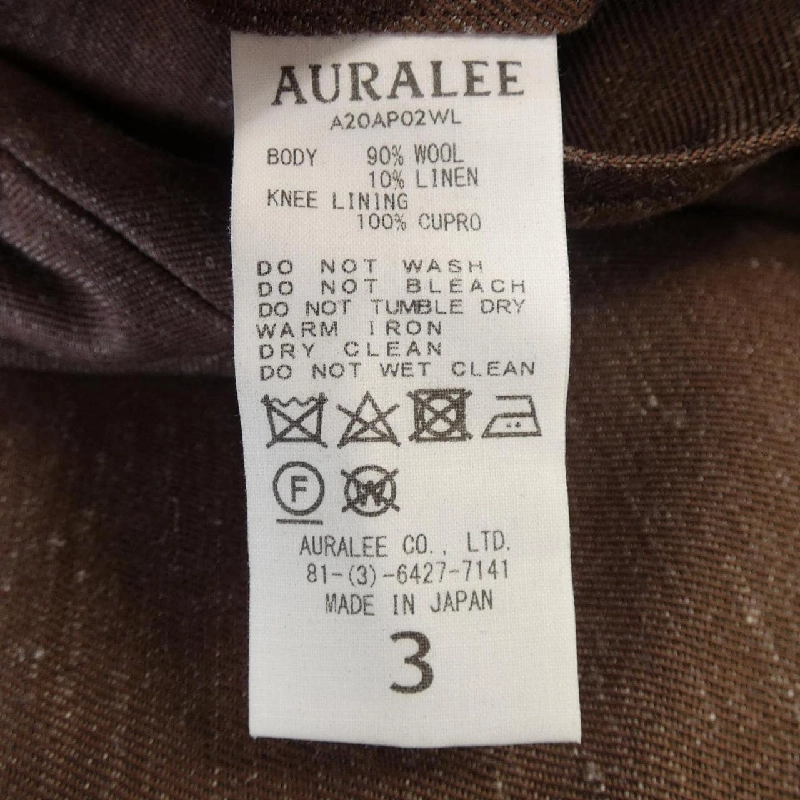 AURALEE
A20AP02WL
BODY 90% WOOL
10% LINEN
KNEE LINING
100% CUPRO
DO NOT WASH
DO NOT BLEACH
DO NOT TUMBLE DRY
WARM IRON
DRY CLEAN
DO NOT WET CLEAN
F W
AURALEE CO., LTD.
81-(3)-6427-7141
MADE IN JAPAN
3